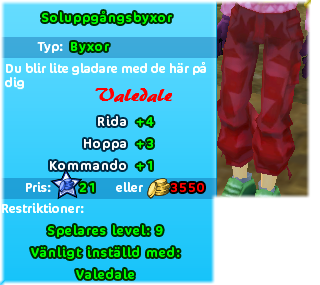 Soluppgångsbyxor
Typ: Byxor
Du blir lite gladare med de här på
dig
Valedale
Rida +4
Hoppa +3
Kommando +1
Pris: 21 eller 3550
Restriktioner:
Spelares level: 9
Vänligt inställd med:
Valedale